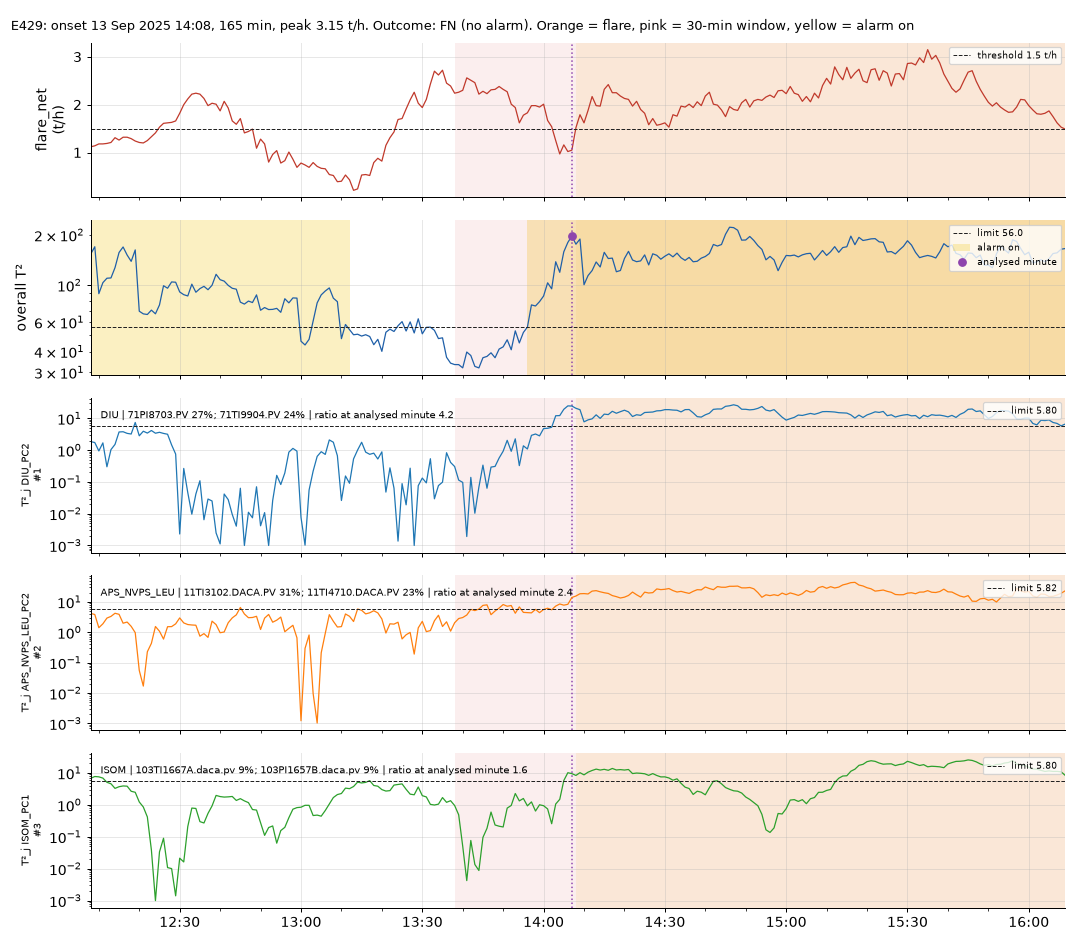 E429: onset 13 Sep 2025 14:08, 165 min, peak 3.15 t/h. Outcome: FN (no alarm). Orange = flare, pink = 30-min window, yellow = alarm on
flare_net
(t/h)
3
2
1
threshold 1.5 t/h
overall T²
2 × 10²
10²
6 × 10¹
4 × 10¹
3 × 10¹
limit 56.0
alarm on
analysed minute
T²_j DIU_PC2
#1
10¹
10⁰
10⁻¹
10⁻²
10⁻³
DIU | 71PI8703.PV 27%; 71TI9904.PV 24% | ratio at analysed minute 4.2
limit 5.80
T²_j APS_NVPS_LEU_PC2
#2
10¹
10⁰
10⁻¹
10⁻²
10⁻³
APS_NVPS_LEU | 11TI3102.DACA.PV 31%; 11TI4710.DACA.PV 23% | ratio at analysed minute 2.4
limit 5.82
T²_j ISOM_PC1
#3
10¹
10⁰
10⁻¹
10⁻²
10⁻³
ISOM | 103TI1667A.daca.pv 9%; 103PI1657B.daca.pv 9% | ratio at analysed minute 1.6
limit 5.80
12:30 13:00 13:30 14:00 14:30 15:00 15:30 16:00